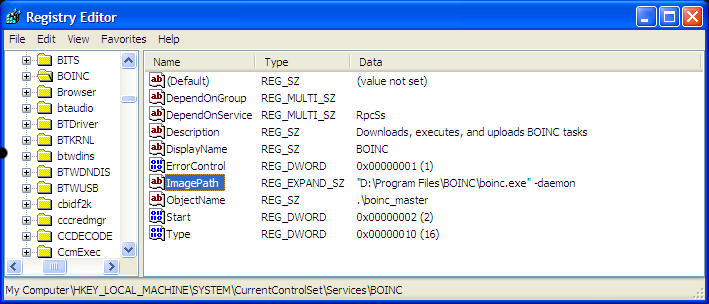 Registry Editor
File Edit View Favorites Help
BITS
BOINC
Browser
btaudio
BTDriver
BTKRNL
btwdins
BTWDNDIS
BTWUSB
cbidf2k
cccredmgr
CCDECODE
CcmExec
Name Type Data
(Default) REG_SZ (value not set)
DependOnGroup REG_MULTI_SZ
DependOnService REG_MULTI_SZ RpcSs
Description REG_SZ Downloads, executes, and uploads BOINC tasks
DisplayName REG_SZ BOINC
ErrorControl REG_DWORD 0x00000001 (1)
ImagePath REG_EXPAND_SZ "D:\Program Files\BOINC\boinc.exe" -daemon
ObjectName REG_SZ .\boinc_master
Start REG_DWORD 0x00000002 (2)
Type REG_DWORD 0x00000010 (16)
My Computer\HKEY_LOCAL_MACHINE\SYSTEM\CurrentControlSet\Services\BOINC